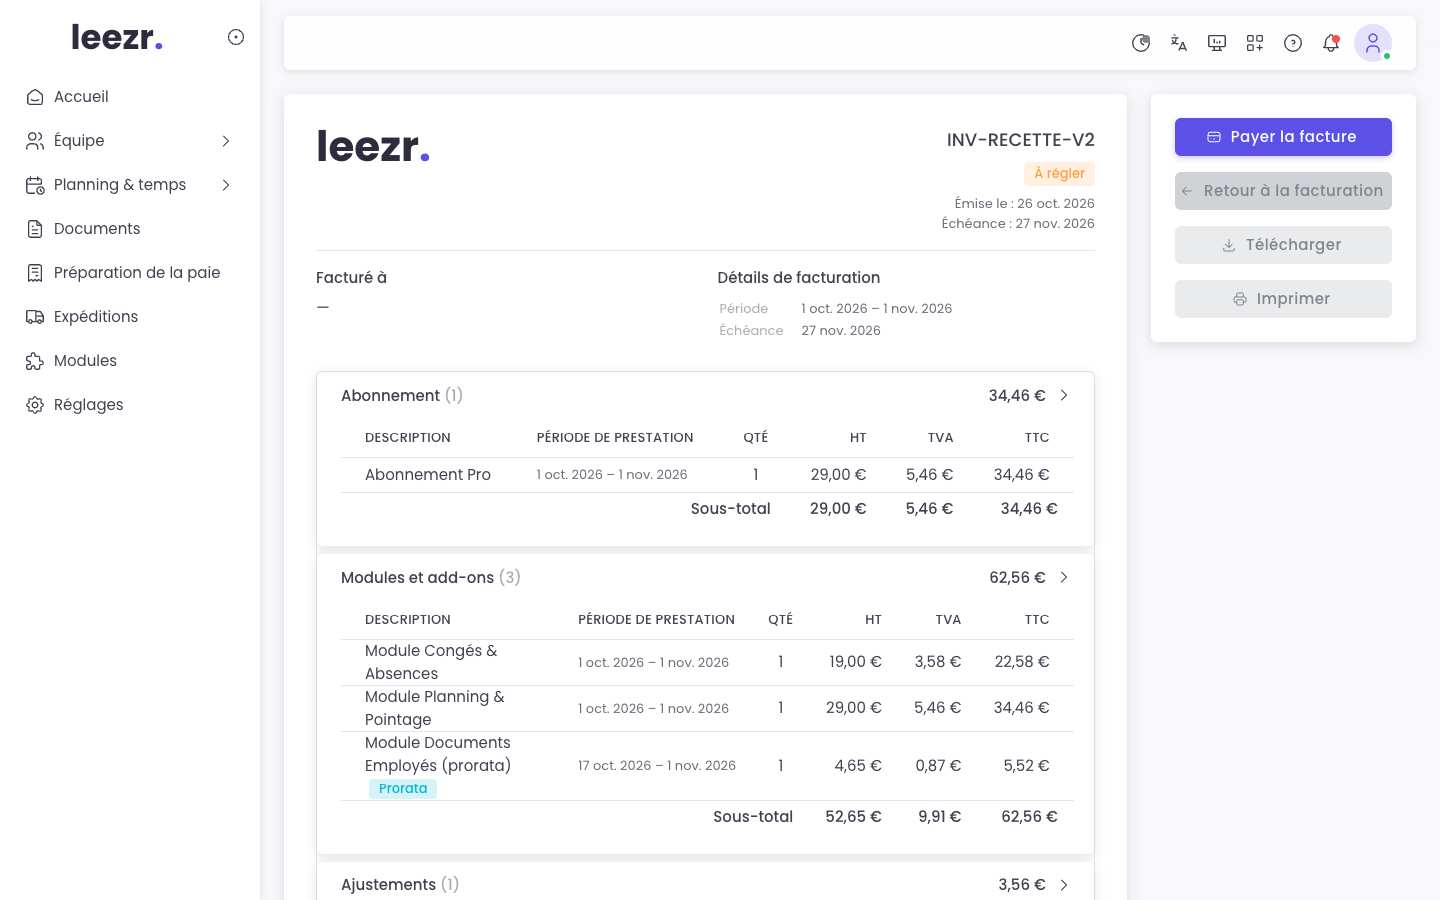 leezr.
Accueil
Équipe
Planning & temps
Documents
Préparation de la paie
Expéditions
Modules
Réglages
leezr.
INV-RECETTE-V2
À régler
Émise le : 26 oct. 2026
Échéance : 27 nov. 2026
Facturé à
—
Détails de facturation
Période 1 oct. 2026 – 1 nov. 2026
Échéance 27 nov. 2026
Abonnement (1) 34,46 €
DESCRIPTION PÉRIODE DE PRESTATION QTÉ HT TVA TTC
Abonnement Pro 1 oct. 2026 – 1 nov. 2026 1 29,00 € 5,46 € 34,46 €
Sous-total 29,00 € 5,46 € 34,46 €
Modules et add-ons (3) 62,56 €
DESCRIPTION PÉRIODE DE PRESTATION QTÉ HT TVA TTC
Module Congés &
Absences 1 oct. 2026 – 1 nov. 2026 1 19,00 € 3,58 € 22,58 €
Module Planning &
Pointage 1 oct. 2026 – 1 nov. 2026 1 29,00 € 5,46 € 34,46 €
Module Documents
Employés (prorata) 17 oct. 2026 – 1 nov. 2026 1 4,65 € 0,87 € 5,52 €
Prorata
Sous-total 52,65 € 9,91 € 62,56 €
Ajustements (1) 3,56 €
Payer la facture
Retour à la facturation
Télécharger
Imprimer